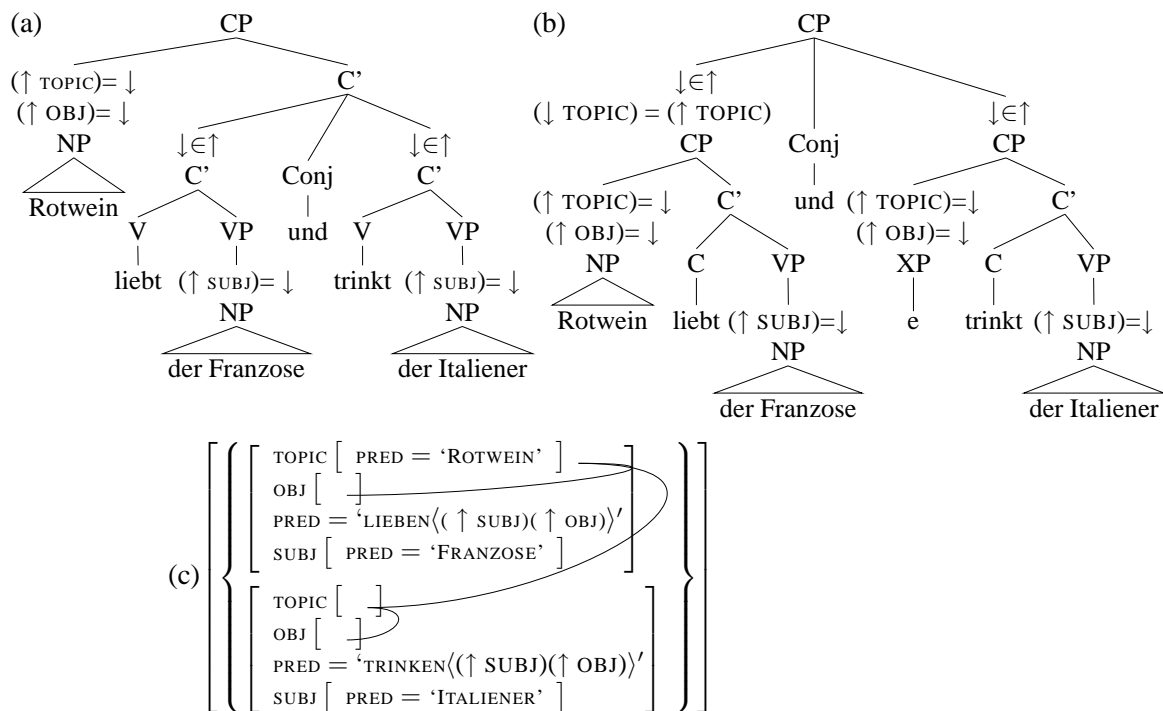 (a) CP
(↑ TOPIC)= ↓ C’
(↑ OBJ)= ↓
NP
↓∈↑ ↓∈↑
C’ Conj C’
Rotwein
V VP und V VP
liebt (↑ SUBJ)= ↓ trinkt (↑ SUBJ)= ↓
NP NP
der Franzose der Italiener
(b) CP
↓∈↑
(↓ TOPIC) = (↑ TOPIC) ↓∈↑
CP Conj CP
(↑ TOPIC)= ↓ C’ und (↑ TOPIC)= ↓ C’
(↑ OBJ)= ↓ (↑ OBJ)= ↓
NP C VP XP C VP
Rotwein liebt (↑ SUBJ)=↓ e trinkt (↑ SUBJ)=↓
NP NP
der Franzose der Italiener
(c)
TOPIC [ PRED = ‘ROTWEIN’ ]
OBJ [ ]
PRED = ‘LIEBEN⟨( ↑ SUBJ)( ↑ OBJ)⟩′
SUBJ [ PRED = ‘FRANZOSE’ ]
TOPIC [ ]
OBJ [ ]
PRED = ‘TRINKEN⟨(↑ SUBJ)(↑ OBJ)⟩′
SUBJ [ PRED = ‘ITALIENER’ ]